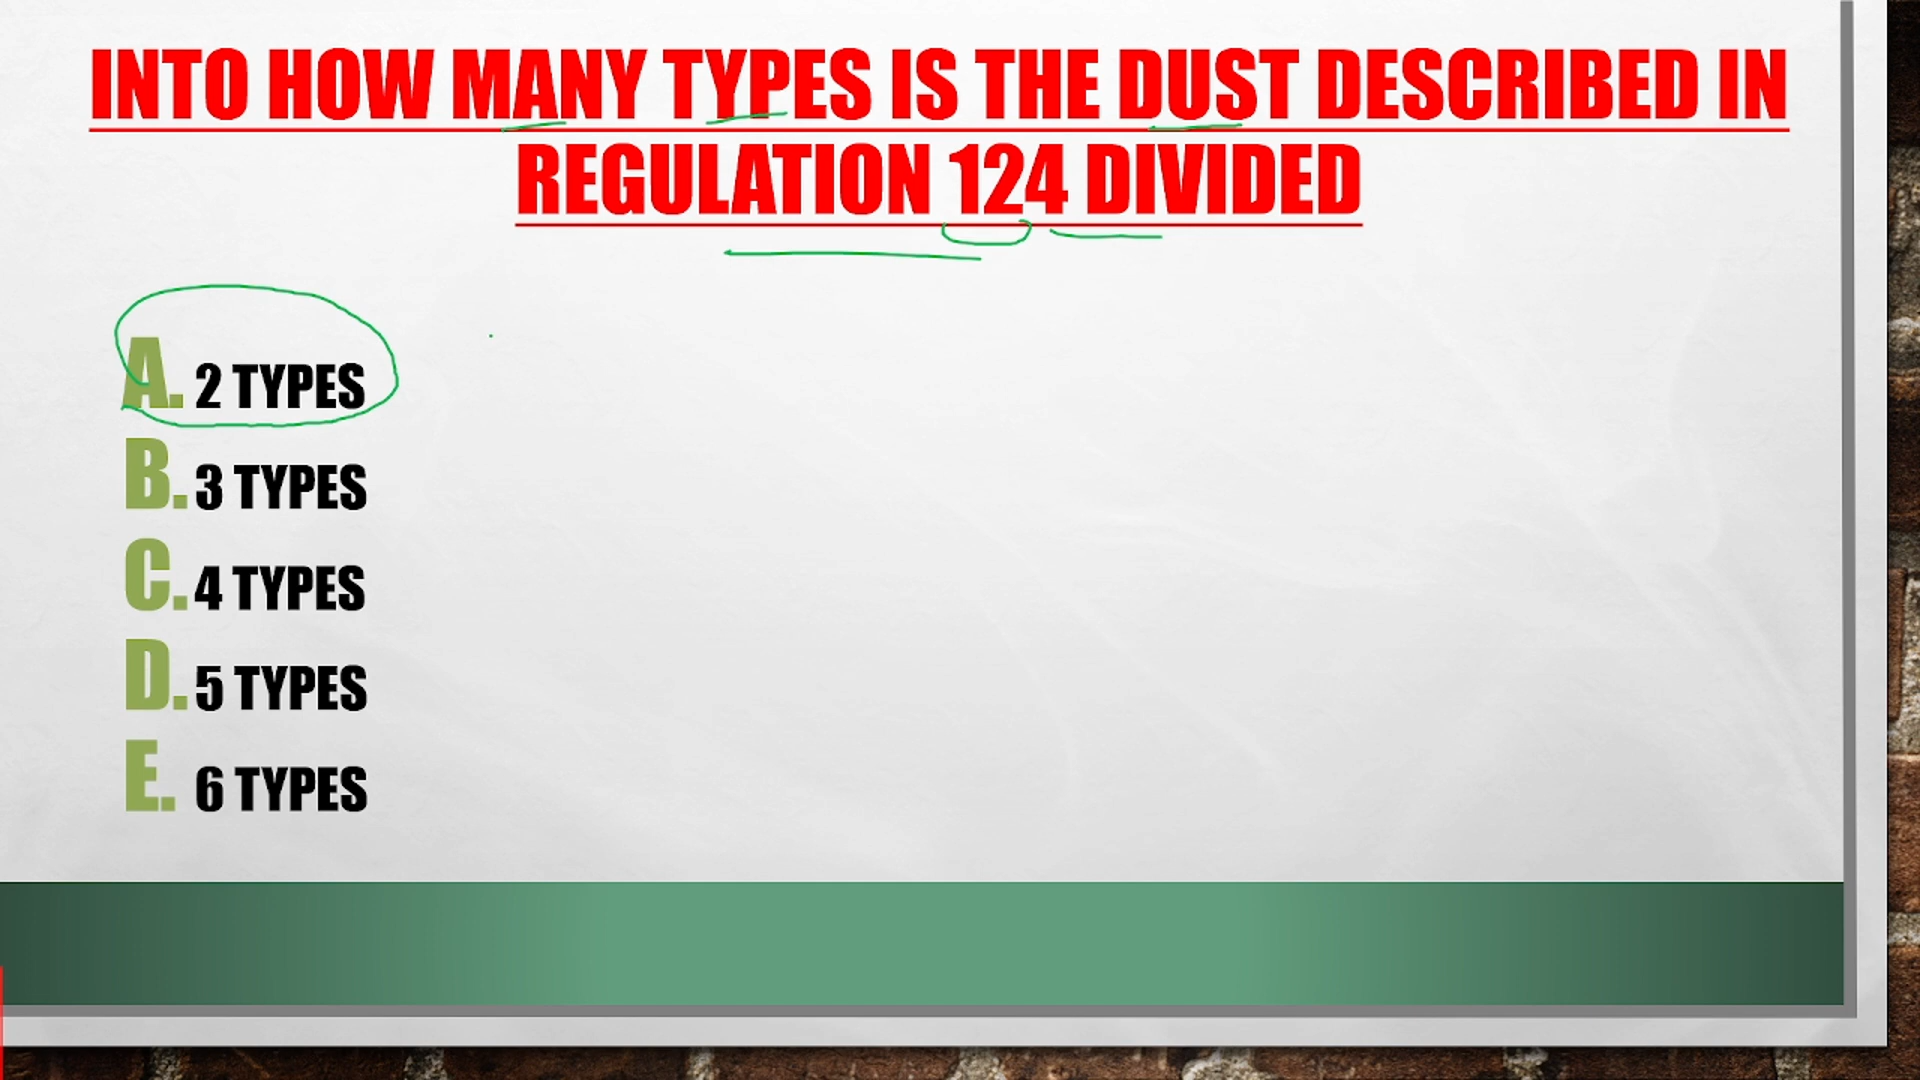 INTO HOW MANY TYPES IS THE DUST DESCRIBED IN
REGULATION 124 DIVIDED
A. 2 TYPES
B. 3 TYPES
C. 4 TYPES
D. 5 TYPES
E. 6 TYPES